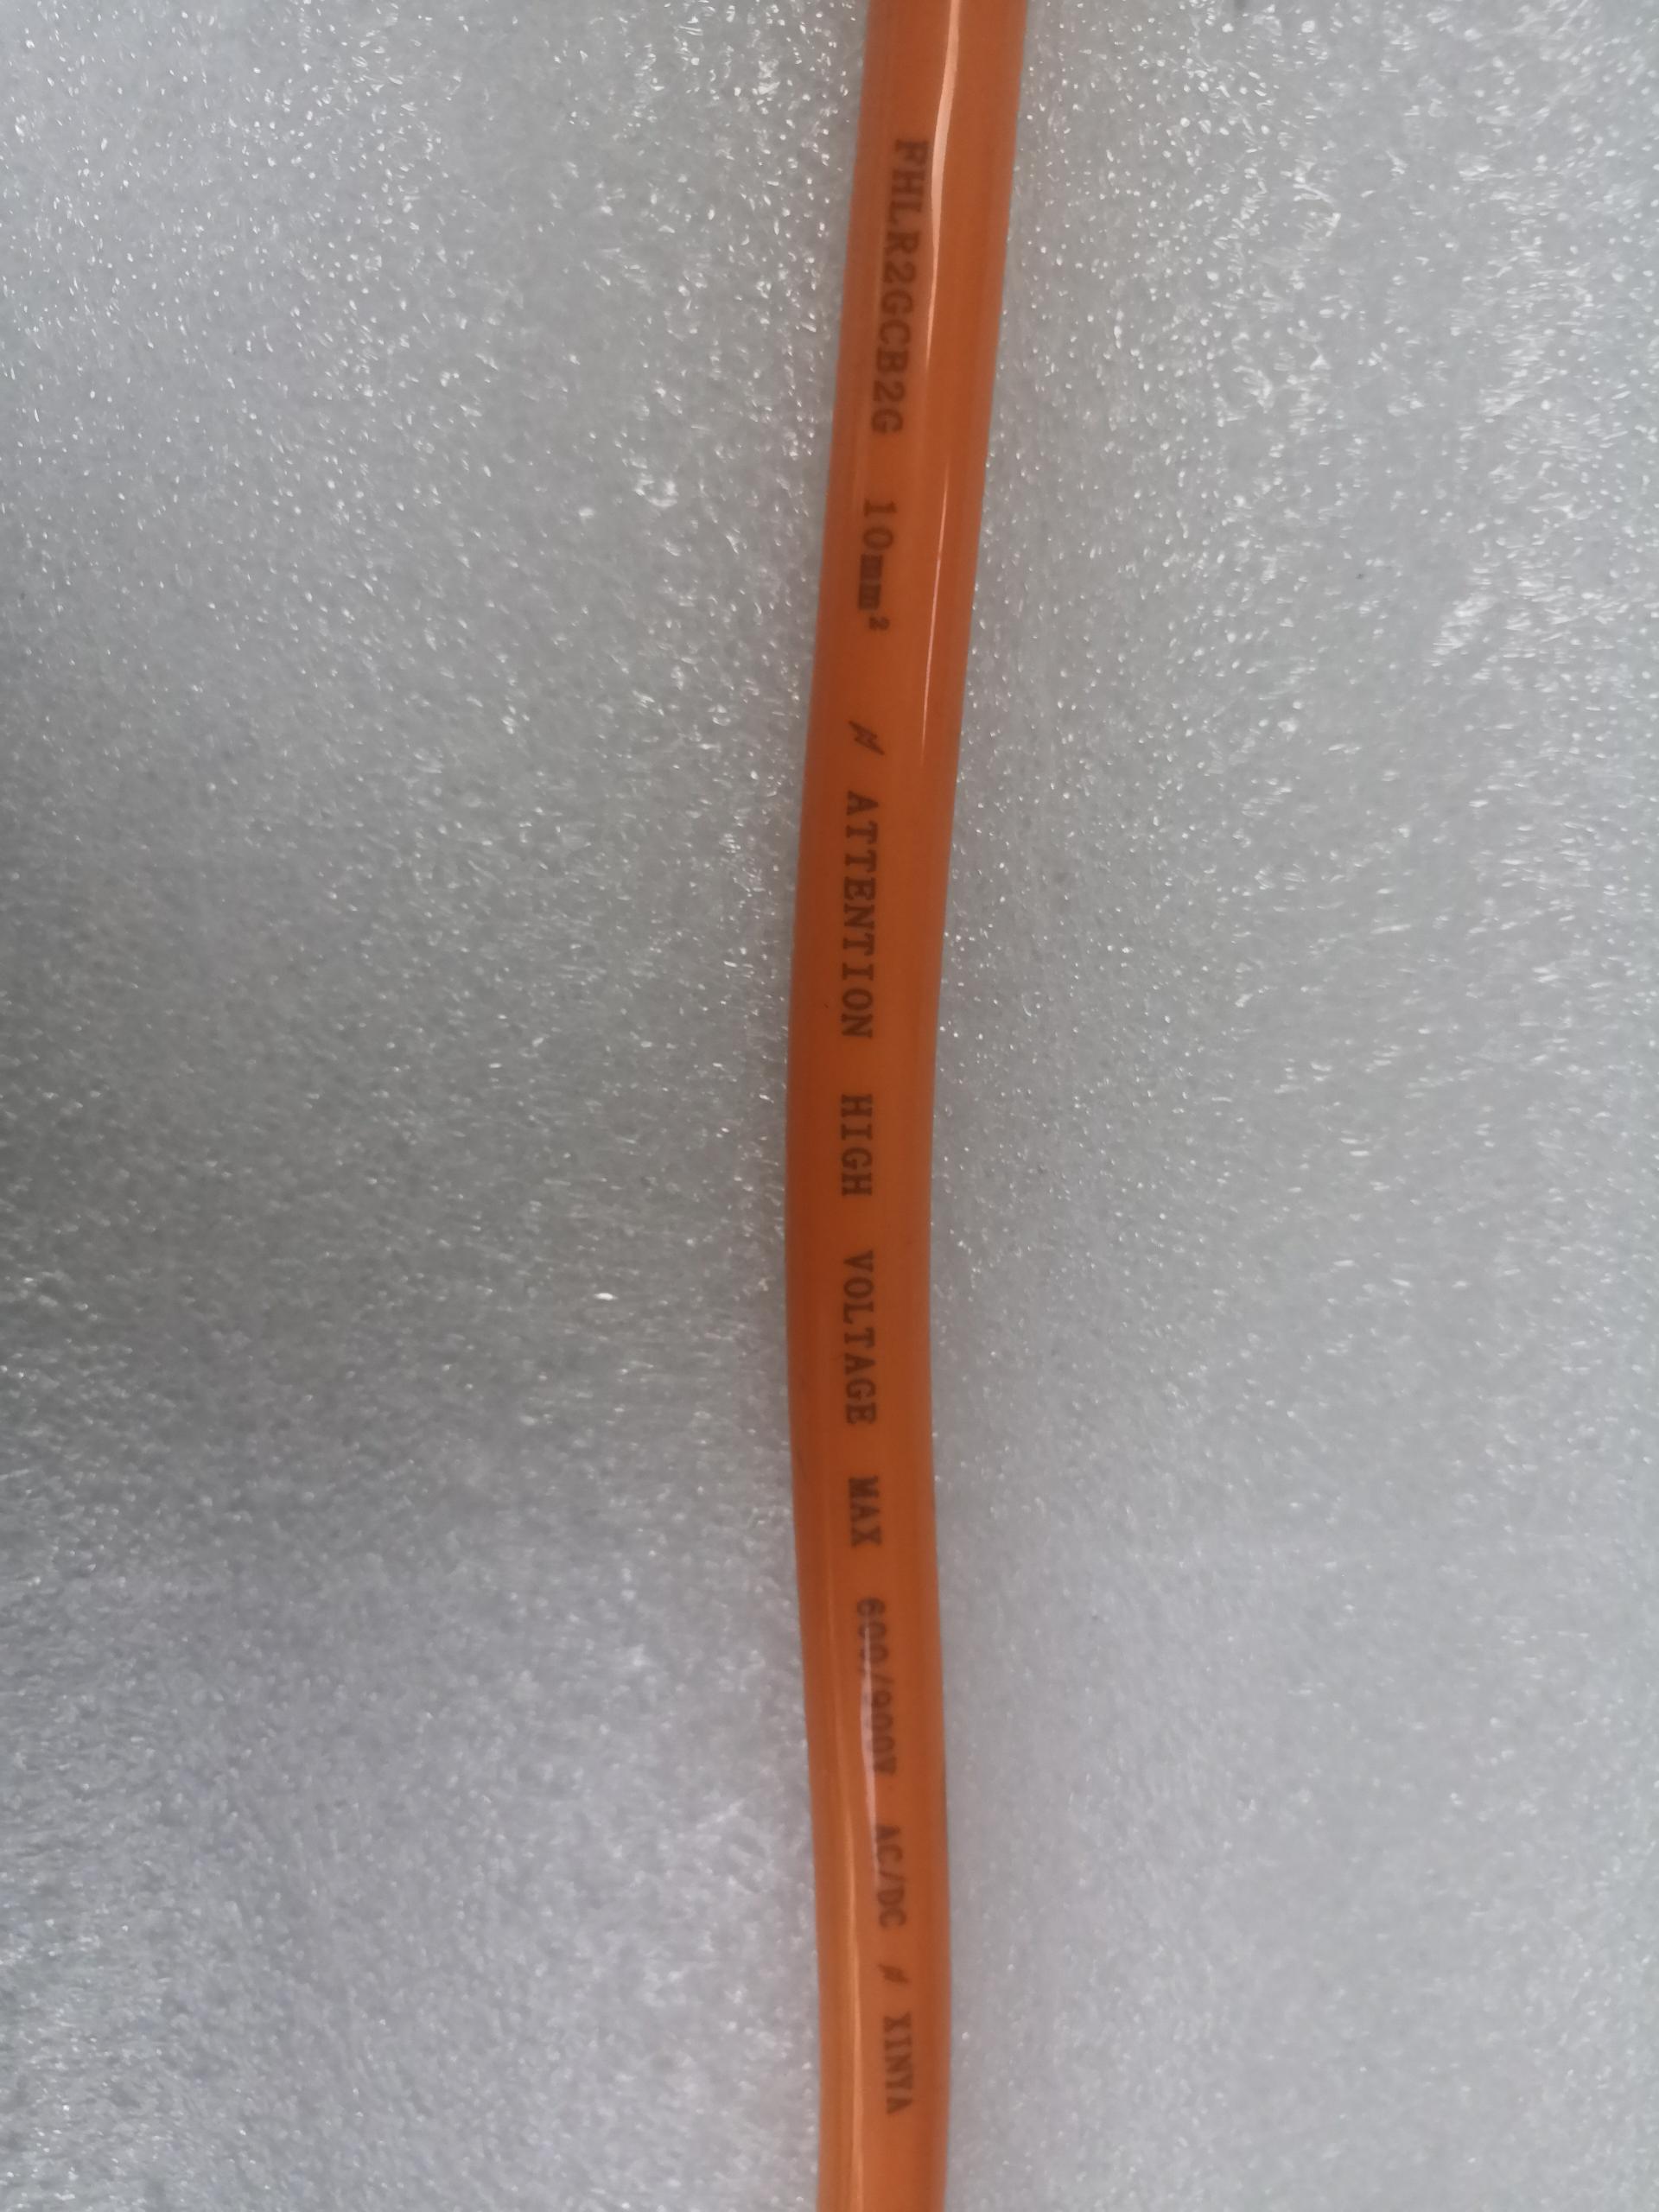 FHLR2GCB2G 10mm² ATTENTION HIGH VOLTAGE MAX 600/900V AC/DC XINYA